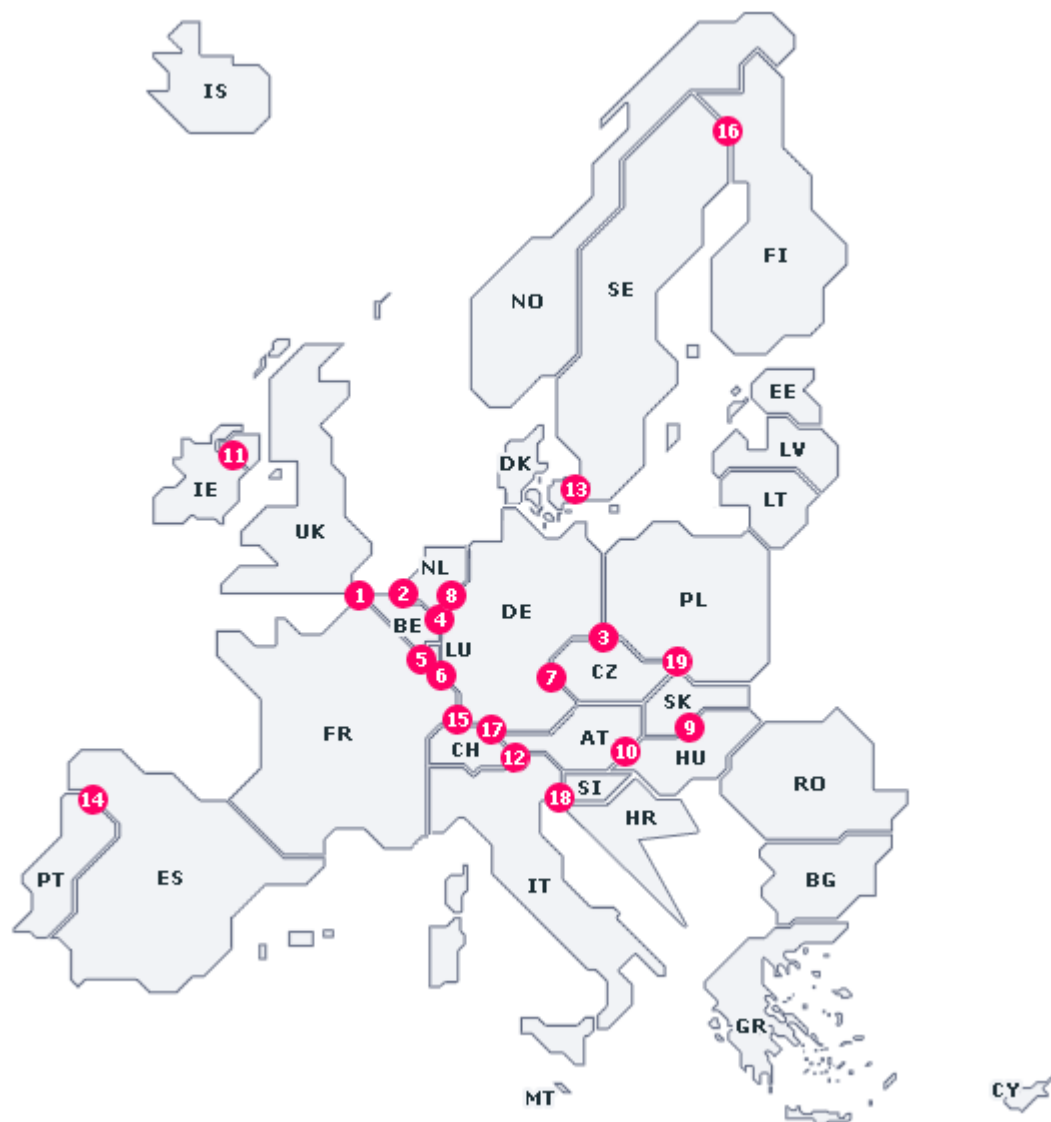 IS
16
FI
SE
NO
EE
LV
DK
11
IE
13
LT
UK
NL
1
2
8
PL
DE
4
BE
3
LU
5
19
CZ
6
7
SK
15
9
17
FR
AT
CH
10
12
HU
RO
SI
18
14
HR
PT
ES
BG
IT
GR
CY
MT